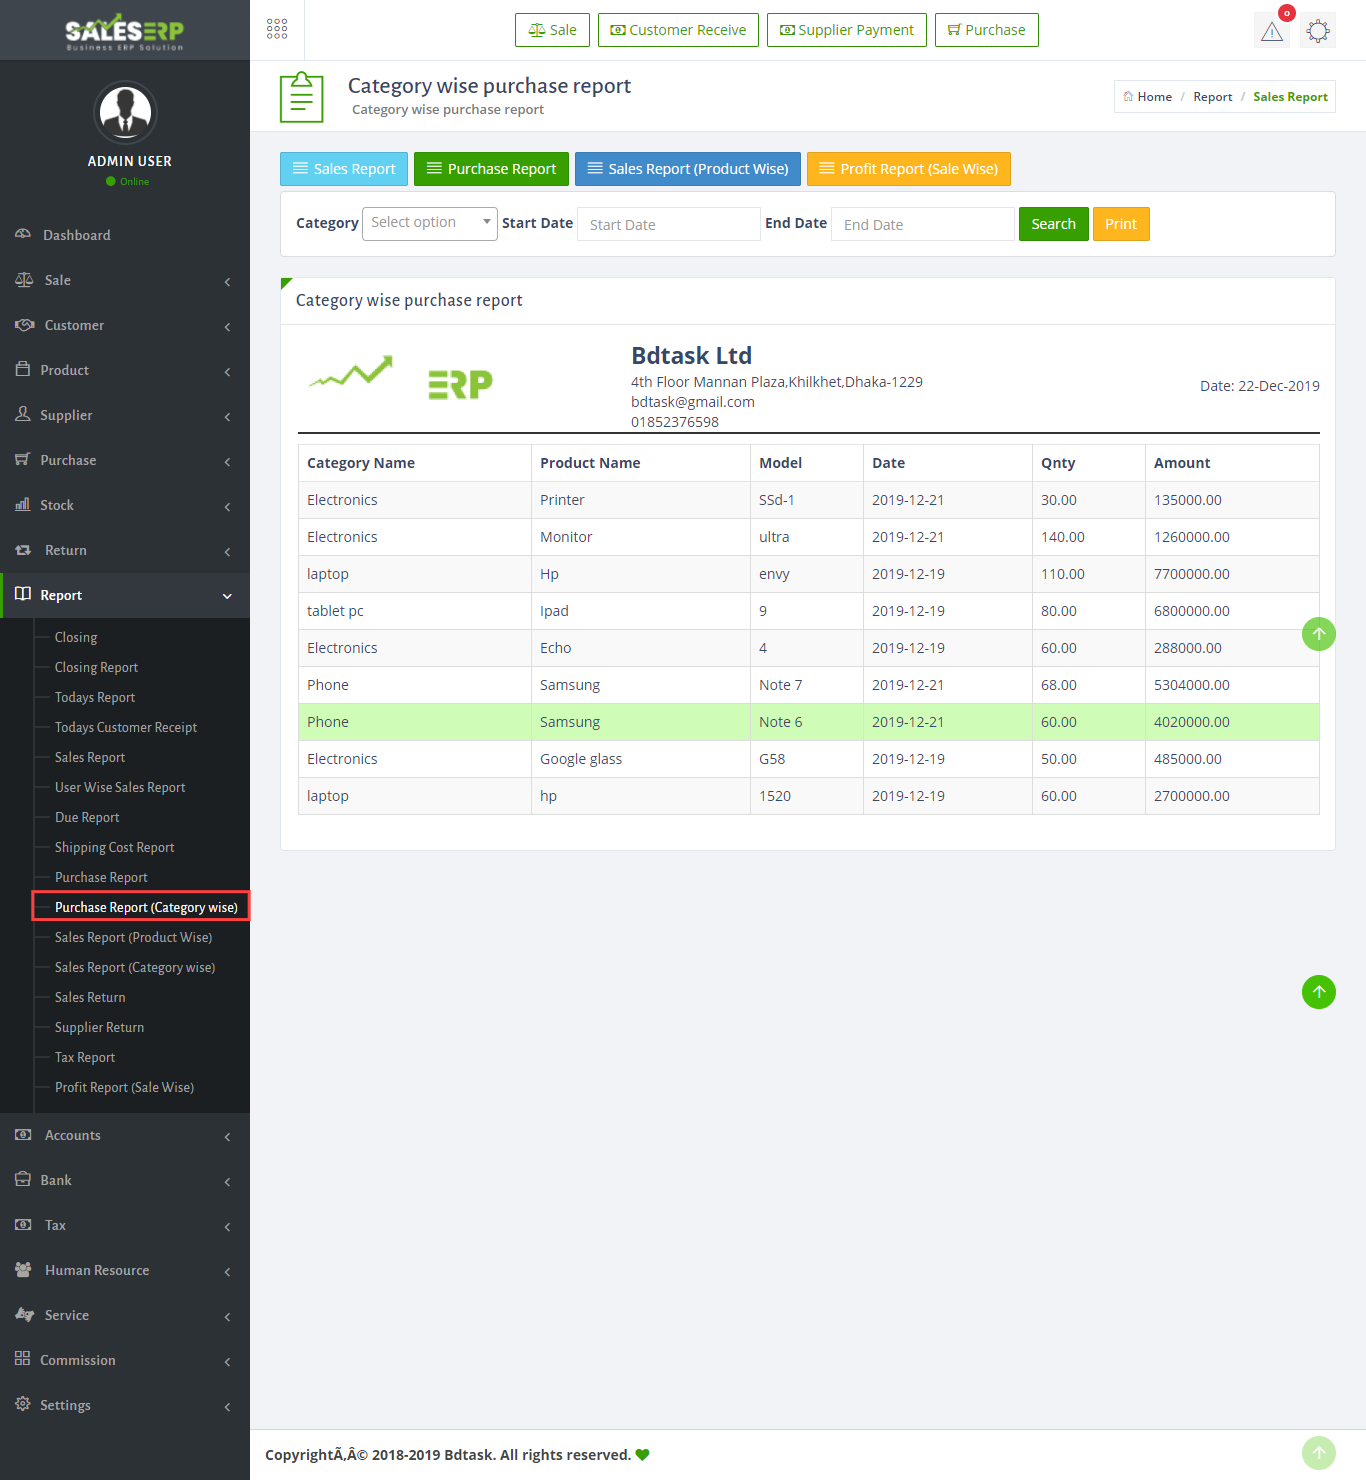 SALESERP
Business ERP Solution
ADMIN USER
Online
Dashboard
Sale
Customer
Product
Supplier
Purchase
Stock
Return
Report
Closing
Closing Report
Todays Report
Todays Customer Receipt
Sales Report
User Wise Sales Report
Due Report
Shipping Cost Report
Purchase Report
Purchase Report (Category wise)
Sales Report (Product Wise)
Sales Report (Category wise)
Sales Return
Supplier Return
Tax Report
Profit Report (Sale Wise)
Accounts
Bank
Tax
Human Resource
Service
Commission
Settings
Sale Customer Receive Supplier Payment Purchase
0
Category wise purchase report
Category wise purchase report
Home / Report / Sales Report
Sales Report Purchase Report Sales Report (Product Wise) Profit Report (Sale Wise)
Category Select option Start Date Start Date End Date End Date Search Print
Category wise purchase report
ERP
Bdtask Ltd
4th Floor Mannan Plaza,Khilkhet,Dhaka-1229
bdtask@gmail.com
01852376598
Date: 22-Dec-2019
Category Name Product Name Model Date Qnty Amount
Electronics Printer SSd-1 2019-12-21 30.00 135000.00
Electronics Monitor ultra 2019-12-21 140.00 1260000.00
laptop Hp envy 2019-12-19 110.00 7700000.00
tablet pc Ipad 9 2019-12-19 80.00 6800000.00
Electronics Echo 4 2019-12-19 60.00 288000.00
Phone Samsung Note 7 2019-12-21 68.00 5304000.00
Phone Samsung Note 6 2019-12-21 60.00 4020000.00
Electronics Google glass G58 2019-12-19 50.00 485000.00
laptop hp 1520 2019-12-19 60.00 2700000.00
CopyrightÃ‚Â© 2018-2019 Bdtask. All rights reserved.